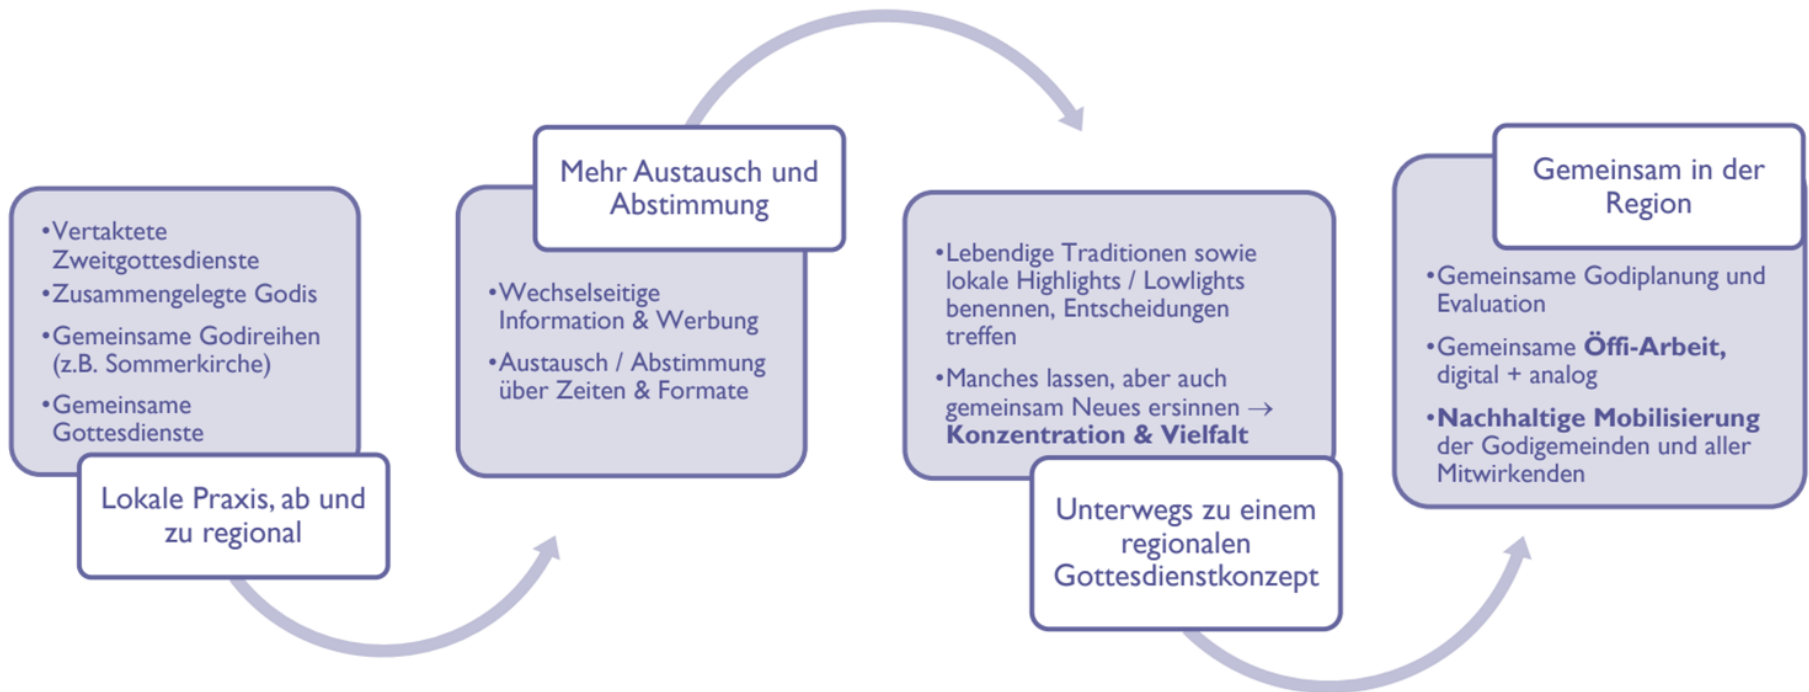 •Vertaktete
Zweitgottesdienste
•Zusammengelegte Godis
•Gemeinsame Godireihen
(z.B. Sommerkirche)
•Gemeinsame
Gottesdienste
Lokale Praxis, ab und
zu regional
Mehr Austausch und
Abstimmung
•Wechselseitige
Information & Werbung
•Austausch / Abstimmung
über Zeiten & Formate
•Lebendige Traditionen sowie
lokale Highlights / Lowlights
benennen, Entscheidungen
treffen
•Manches lassen, aber auch
gemeinsam Neues ersinnen →
Konzentration & Vielfalt
Unterwegs zu einem
regionalen
Gottesdienstkonzept
Gemeinsam in der
Region
•Gemeinsame Godiplanung und
Evaluation
•Gemeinsame Öffi-Arbeit,
digital + analog
•Nachhaltige Mobilisierung
der Godigemeinden und aller
Mitwirkenden